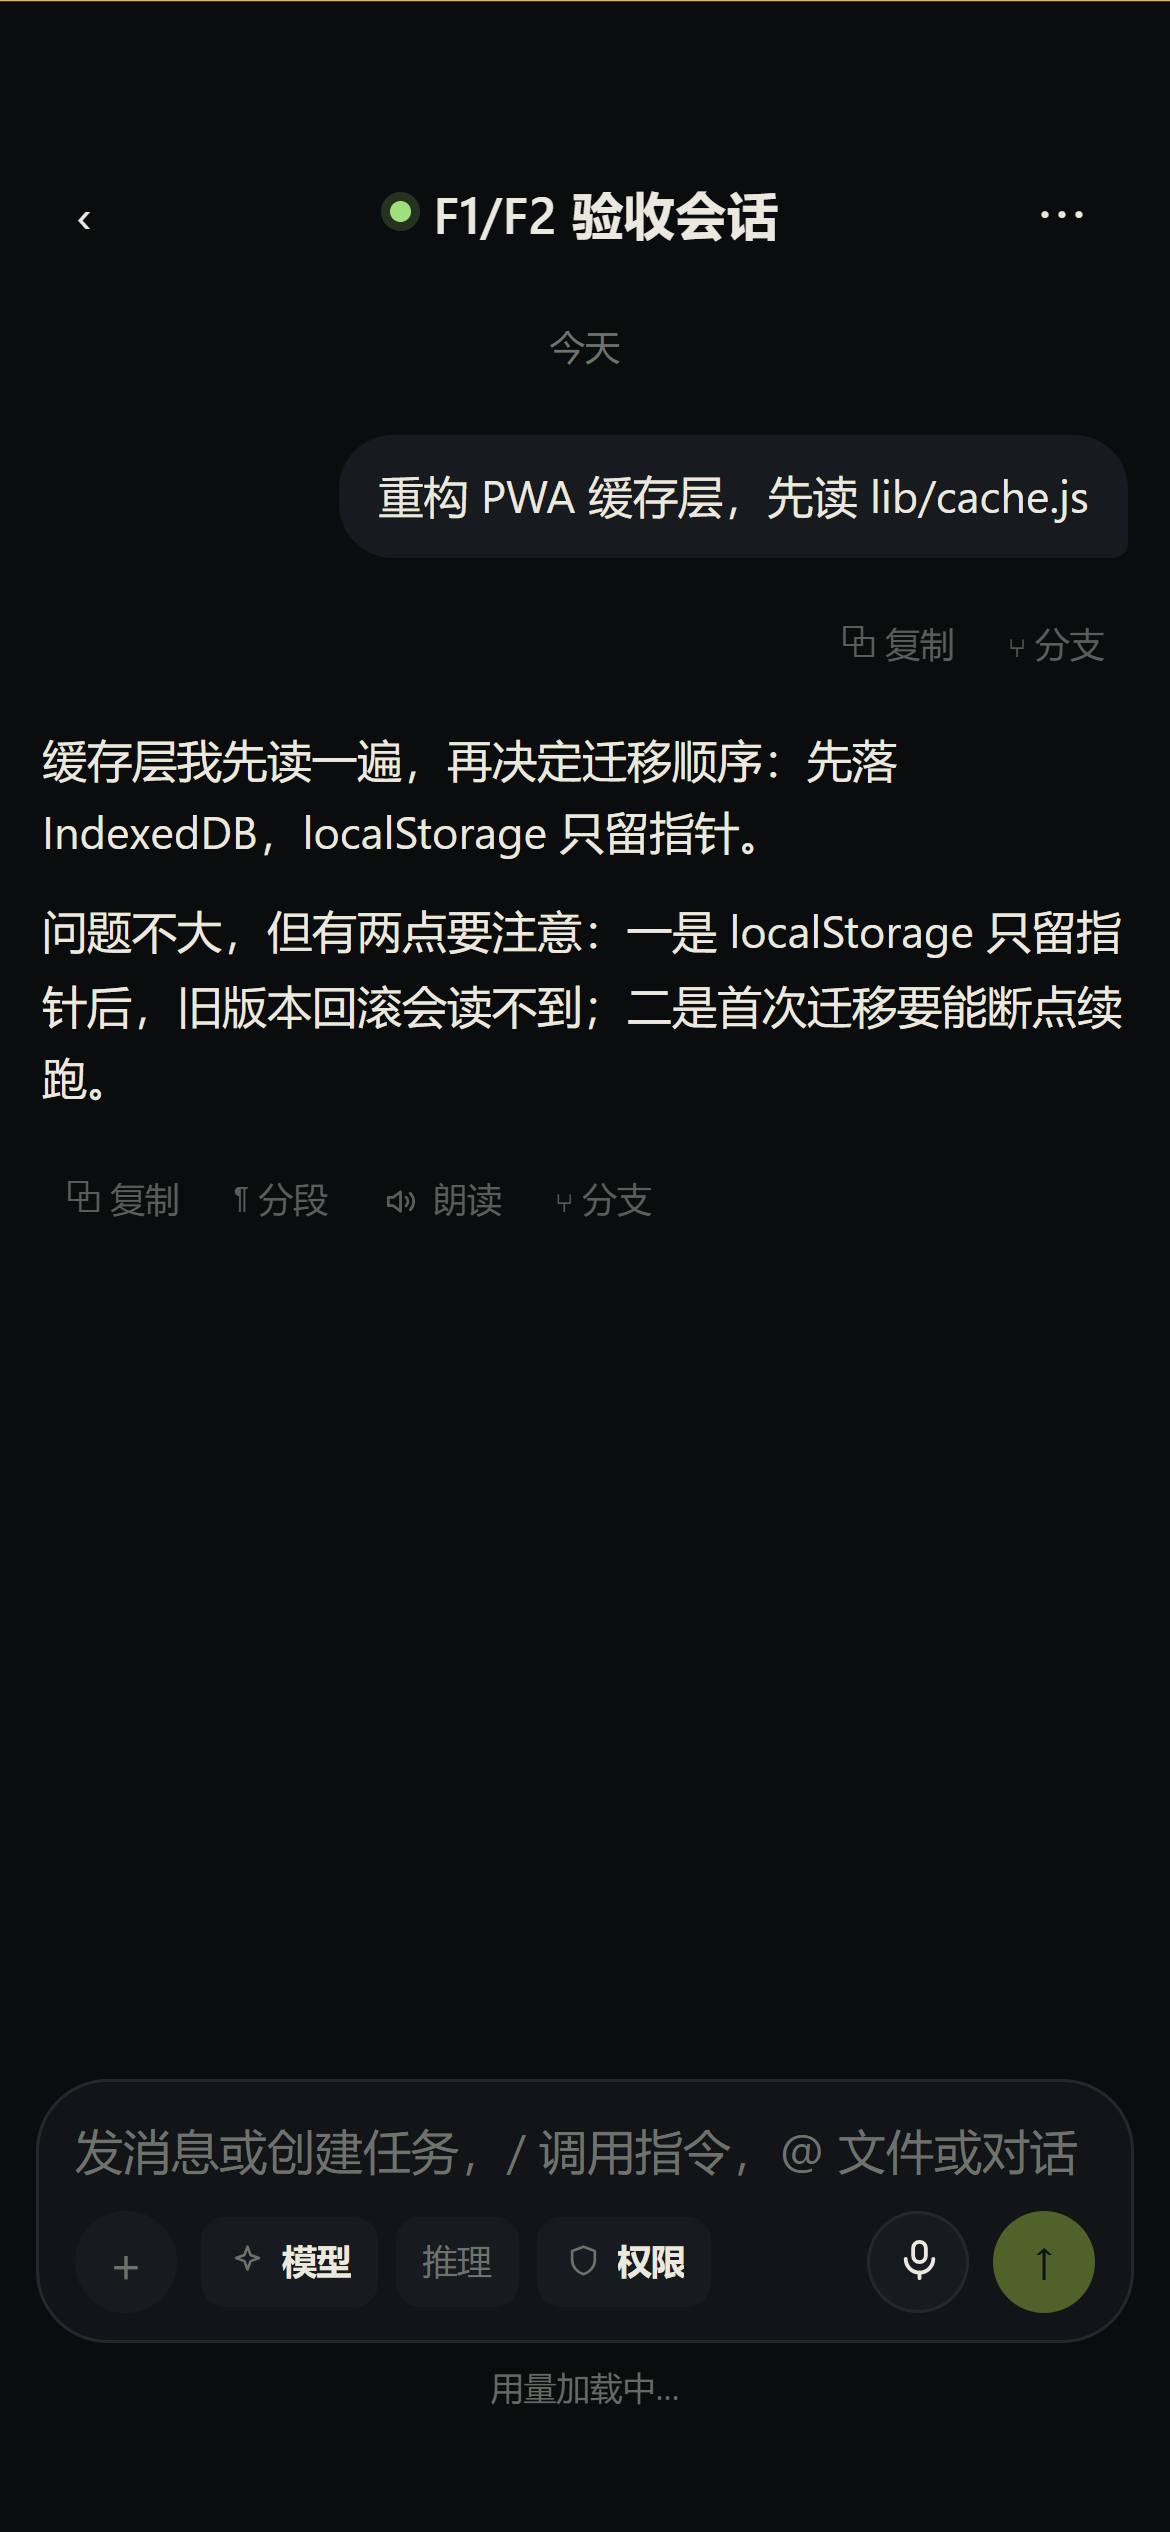 F1/F2 验收会话
今天
重构 PWA 缓存层，先读 lib/cache.js
复制 分支
缓存层我先读一遍，再决定迁移顺序：先落
IndexedDB，localStorage 只留指针。
问题不大，但有两点要注意：一是 localStorage 只留指
针后，旧版本回滚会读不到；二是首次迁移要能断点续
跑。
复制 ¶ 分段 朗读 分支
发消息或创建任务，/ 调用指令，@ 文件或对话
+ 模型 推理 权限 ↑
用量加载中...